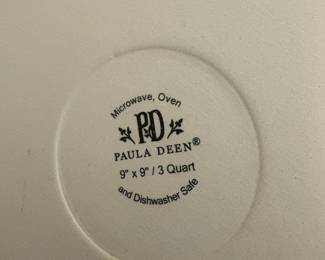 Microwave, Oven
PD
PAULA DEEN®
9" x 9" / 3 Quart
and Dishwasher Safe